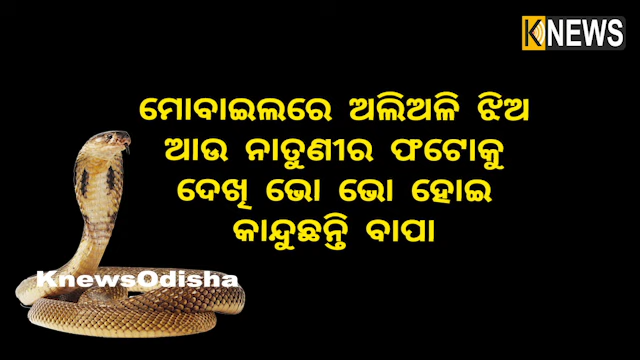 KNEWS
ମୋବାଇଲରେ ଅଲିଅଳି ଝିଅ
ଆଉ ନାତୁଣୀର ଫଟୋକୁ
ଦେଖି ଭୋ ଭୋ ହୋଇ
କାନ୍ଦୁଛନ୍ତି ବାପା
KnewsOdisha